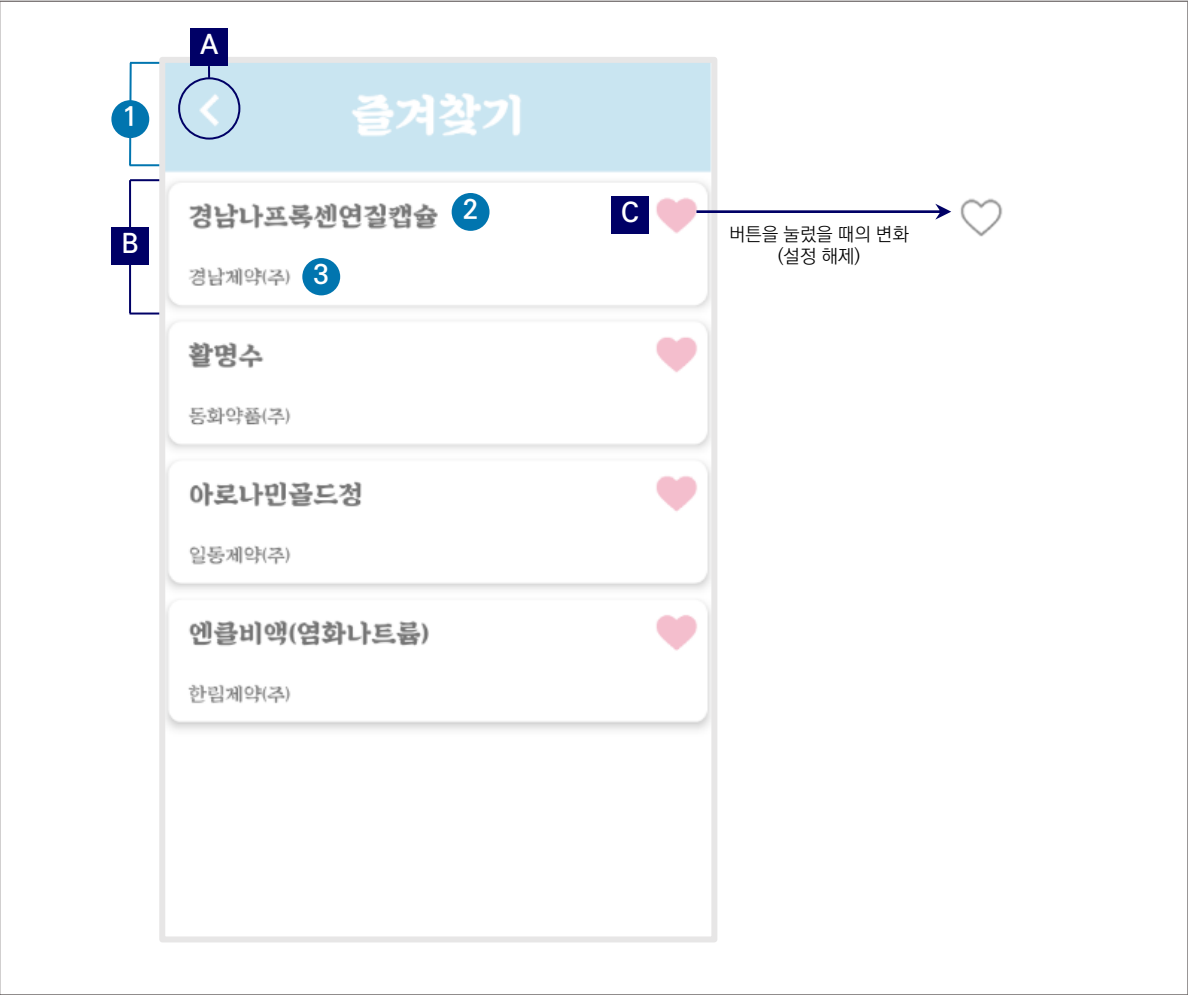 A
1
즐겨찾기
B
경남나프록센연질캡슐 2
C
버튼을 눌렀을 때의 변화
(설정 해제)
경남제약(주) 3
활명수
동화약품(주)
아로나민골드정
일동제약(주)
엔클비액(염화나트륨)
한림제약(주)